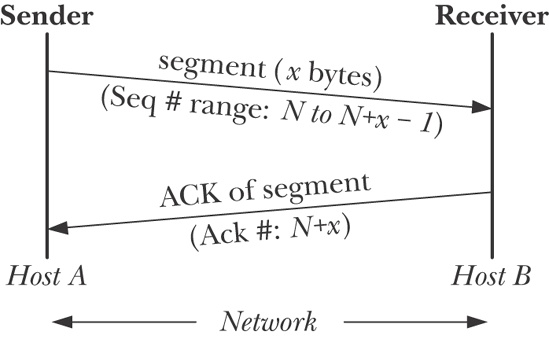 Sender
Receiver
segment (x bytes)
(Seq # range: N to N+x − 1)
ACK of segment
(Ack #: N+x)
Host A
Host B
Network